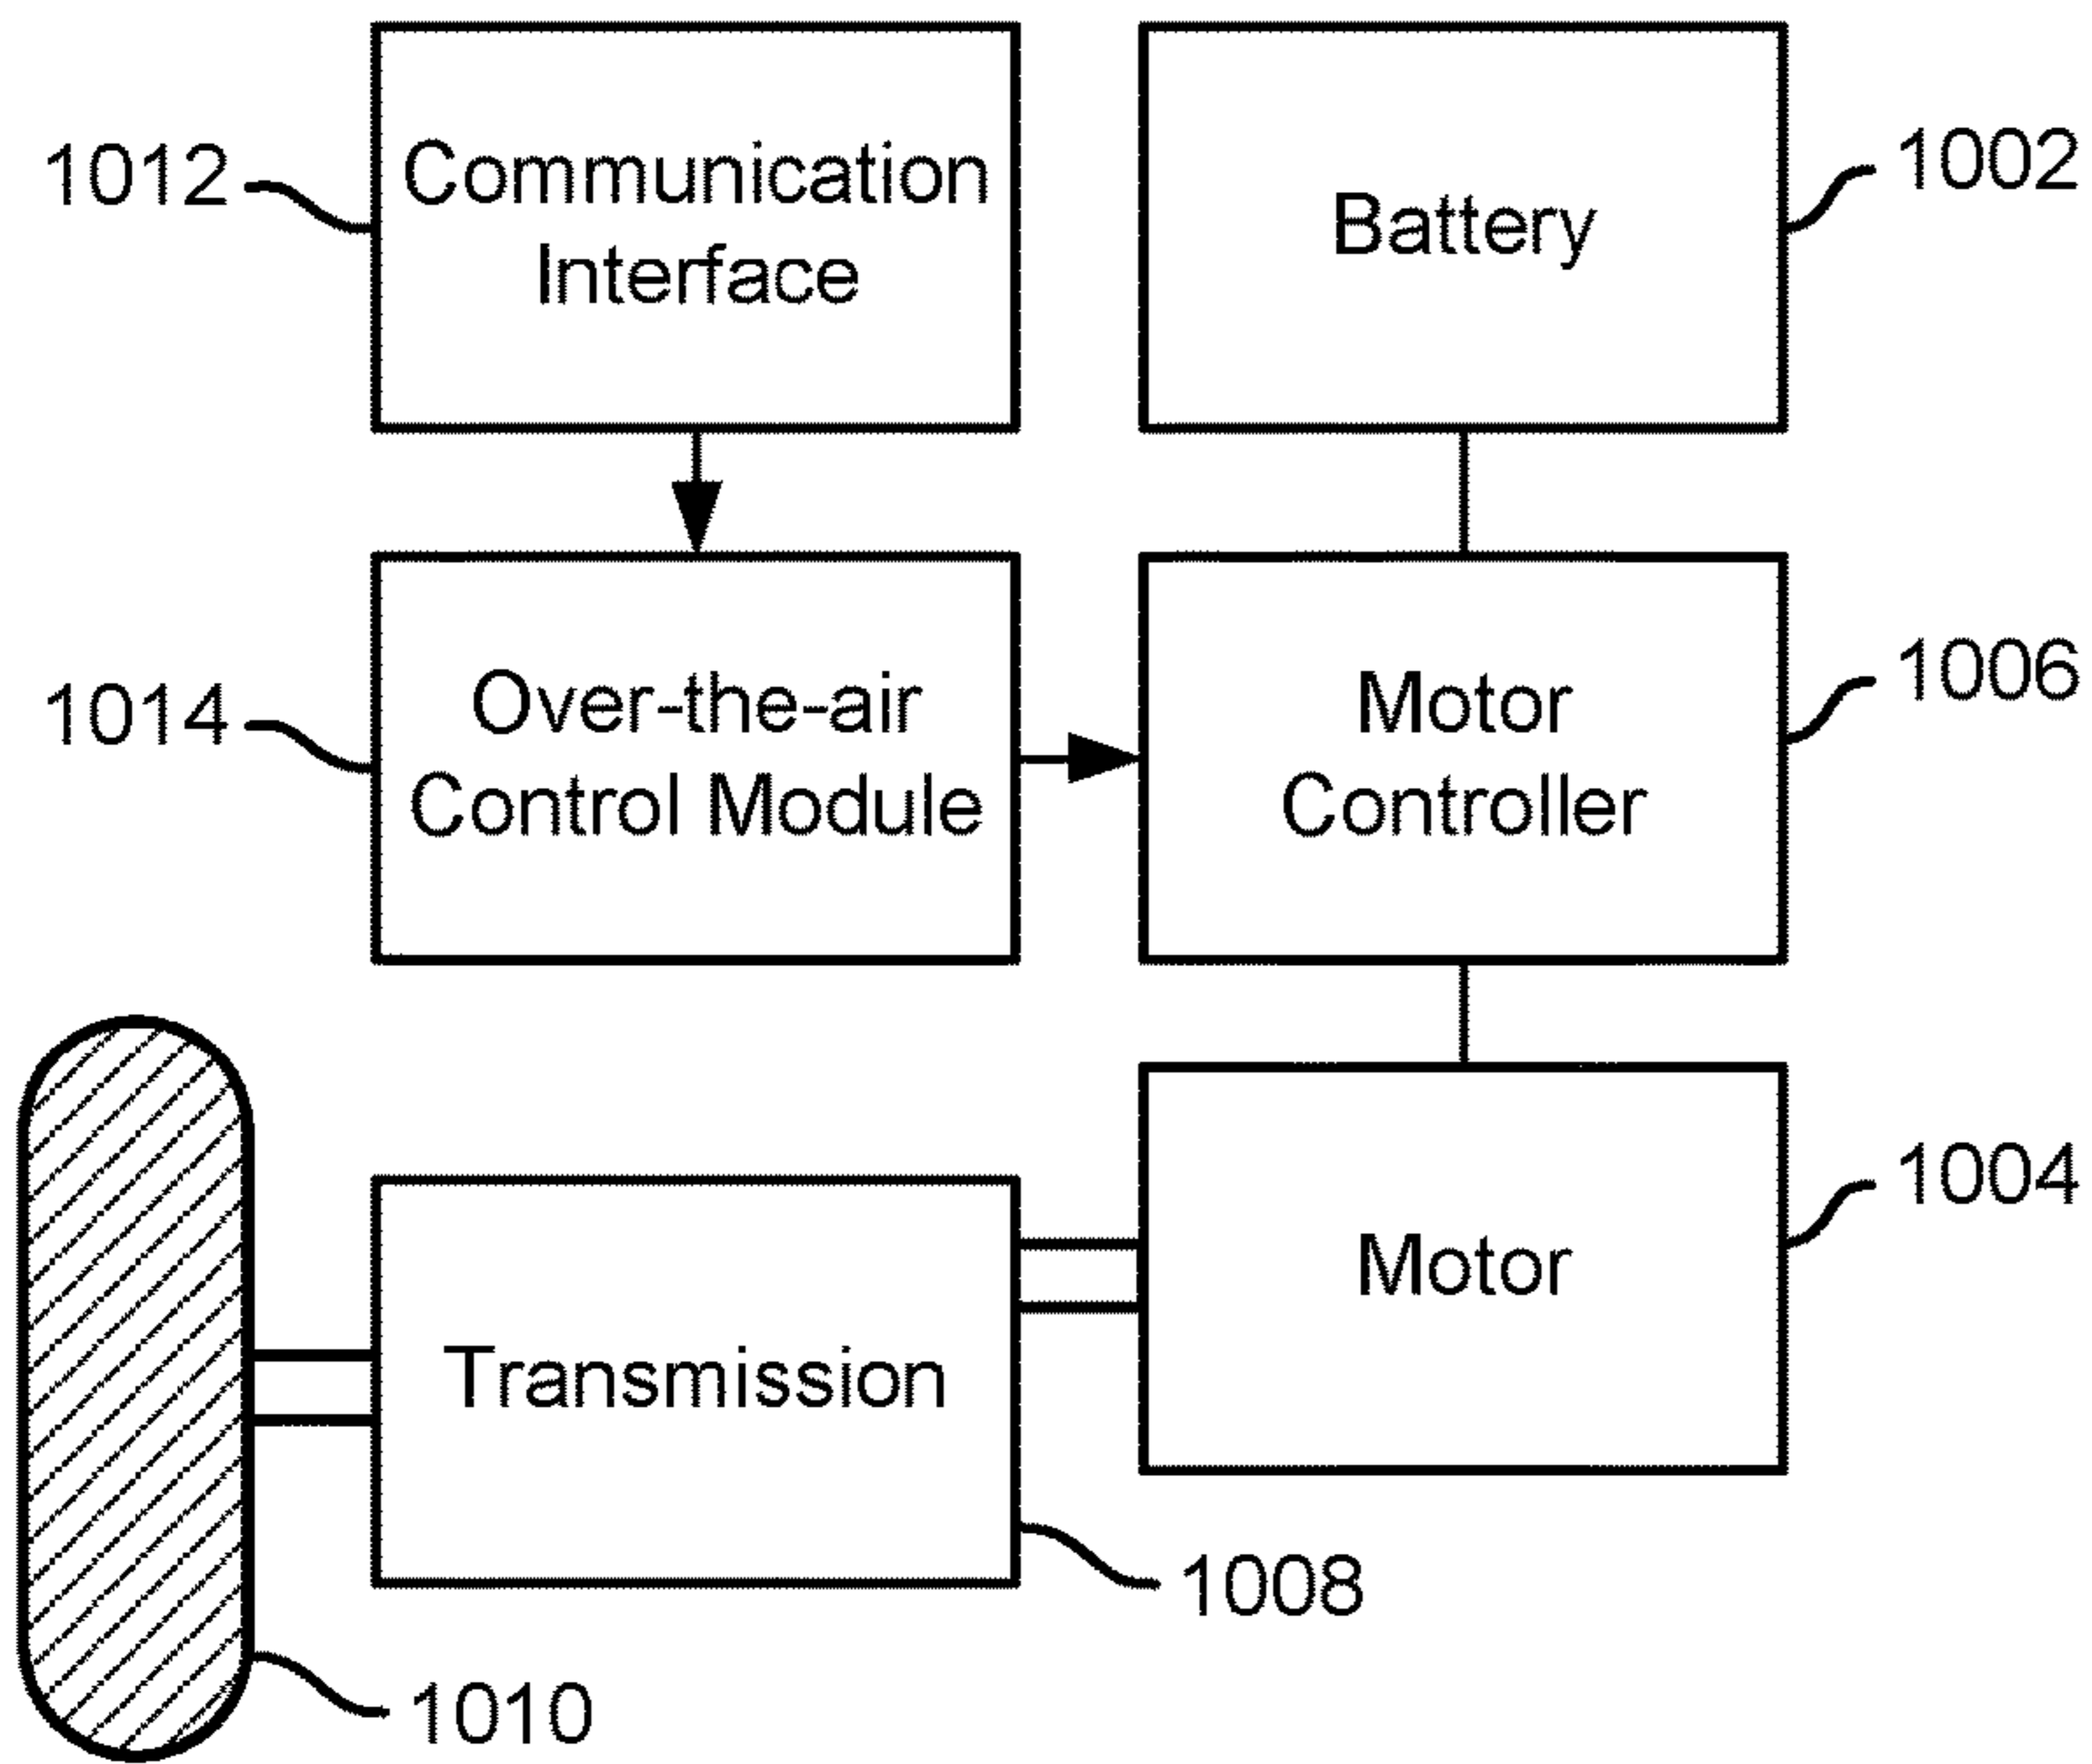 1012
Communication
Interface
Battery
1002
1014
Over-the-air
Control Module
Motor
Controller
1006
Transmission
Motor
1004
1008
1010